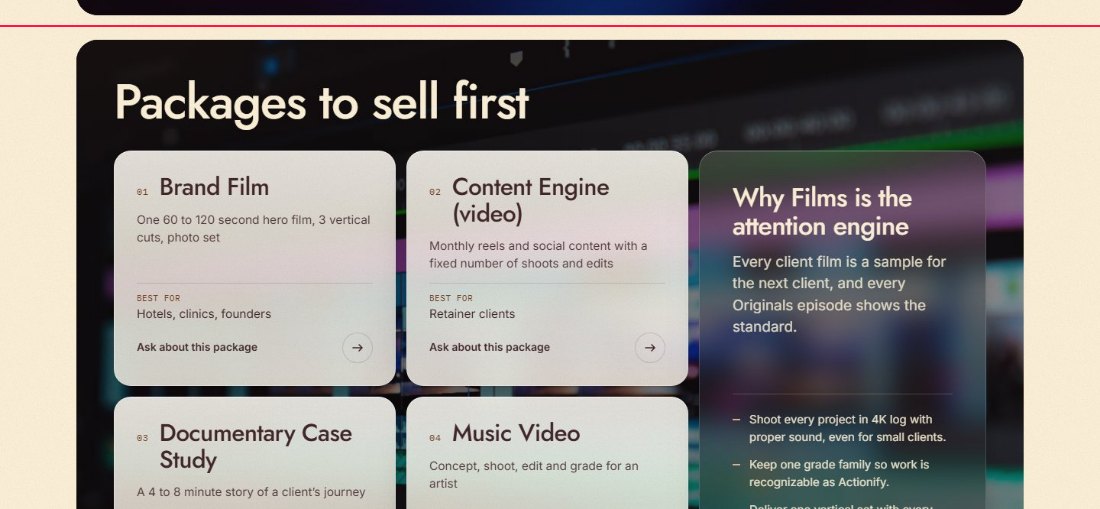 Packages to sell first
01 Brand Film
One 60 to 120 second hero film, 3 vertical
cuts, photo set
BEST FOR
Hotels, clinics, founders
Ask about this package
02 Content Engine
(video)
Monthly reels and social content with a
fixed number of shoots and edits
BEST FOR
Retainer clients
Ask about this package
03 Documentary Case
Study
A 4 to 8 minute story of a client’s journey
04 Music Video
Concept, shoot, edit and grade for an
artist
Why Films is the
attention engine
Every client film is a sample for
the next client, and every
Originals episode shows the
standard.
– Shoot every project in 4K log with
proper sound, even for small clients.
– Keep one grade family so work is
recognizable as Actionify.
Deliver one vertical set with every